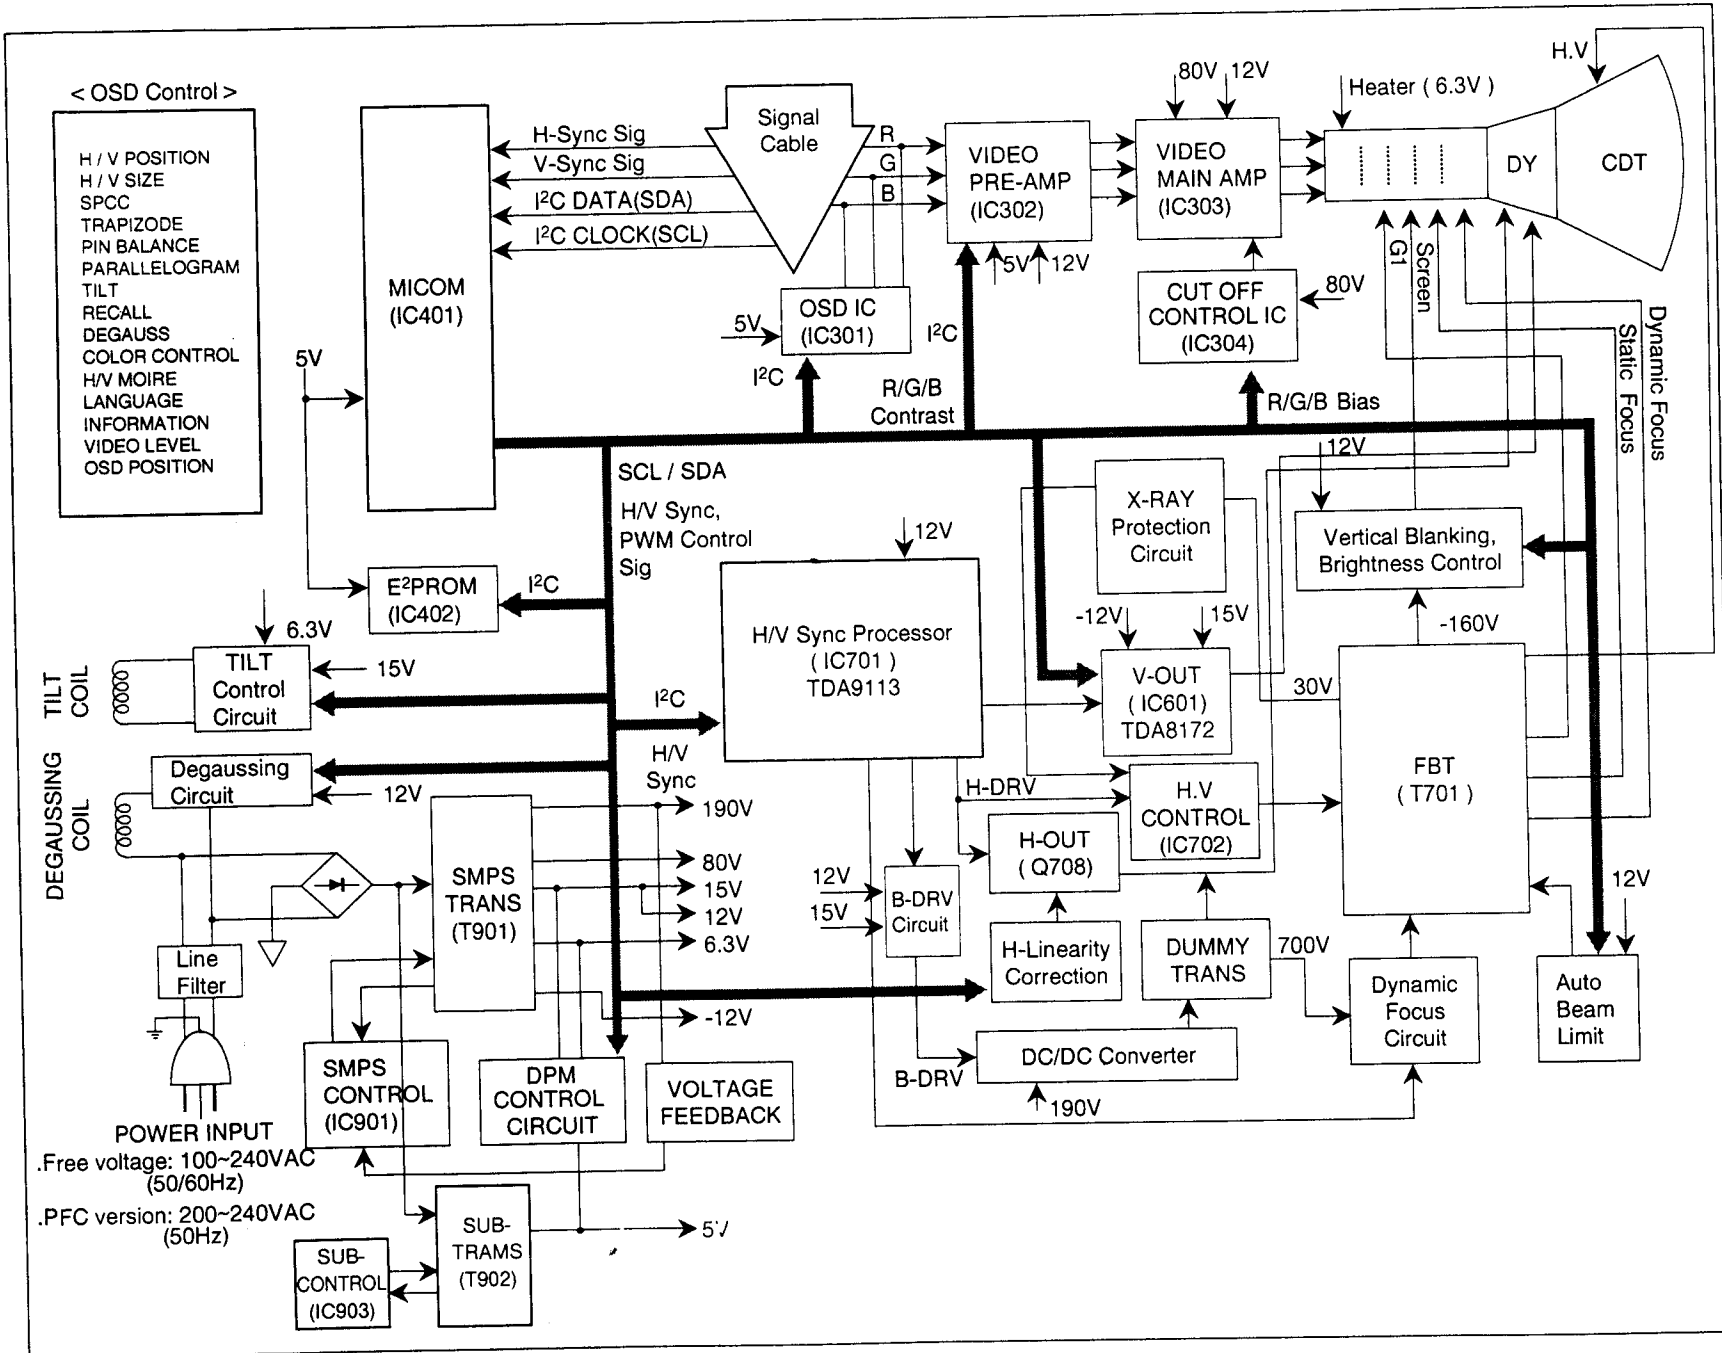 < OSD Control >
H / V POSITION
H / V SIZE
SPCC
TRAPIZODE
PIN BALANCE
PARALLELOGRAM
TILT
RECALL
DEGAUSS
COLOR CONTROL
H/V MOIRE
LANGUAGE
INFORMATION
VIDEO LEVEL
OSD POSITION
MICOM
(IC401)
H-Sync Sig
V-Sync Sig
I²C DATA(SDA)
I²C CLOCK(SCL)
Signal
Cable
R
G
B
VIDEO
PRE-AMP
(IC302)
5V
12V
80V
12V
VIDEO
MAIN AMP
(IC303)
Heater ( 6.3V )
H.V
DY
CDT
G1
Screen
Static Focus
Dynamic Focus
OSD IC
(IC301)
5V
I²C
I²C
R/G/B
Contrast
CUT OFF
CONTROL IC
(IC304)
80V
R/G/B Bias
5V
SCL / SDA
H/V Sync,
PWM Control
Sig
E²PROM
(IC402)
I²C
12V
H/V Sync Processor
( IC701 )
TDA9113
X-RAY
Protection
Circuit
12V
Vertical Blanking,
Brightness Control
-160V
TILT
COIL
6.3V
TILT
Control
Circuit
15V
I²C
H/V
Sync
-12V
15V
V-OUT
( IC601)
TDA8172
30V
FBT
( T701 )
DEGAUSSING
COIL
Degaussing
Circuit
12V
SMPS
TRANS
(T901)
190V
80V
15V
12V
6.3V
-12V
H-DRV
H.V
CONTROL
(IC702)
H-OUT
( Q708)
12V
15V
B-DRV
Circuit
H-Linearity
Correction
DUMMY
TRANS
700V
Dynamic
Focus
Circuit
12V
Auto
Beam
Limit
Line
Filter
SMPS
CONTROL
(IC901)
DPM
CONTROL
CIRCUIT
VOLTAGE
FEEDBACK
DC/DC Converter
B-DRV
190V
POWER INPUT
.Free voltage: 100~240VAC
(50/60Hz)
.PFC version: 200~240VAC
(50Hz)
SUB-
TRAMS
(T902)
5V
SUB-
CONTROL
(IC903)